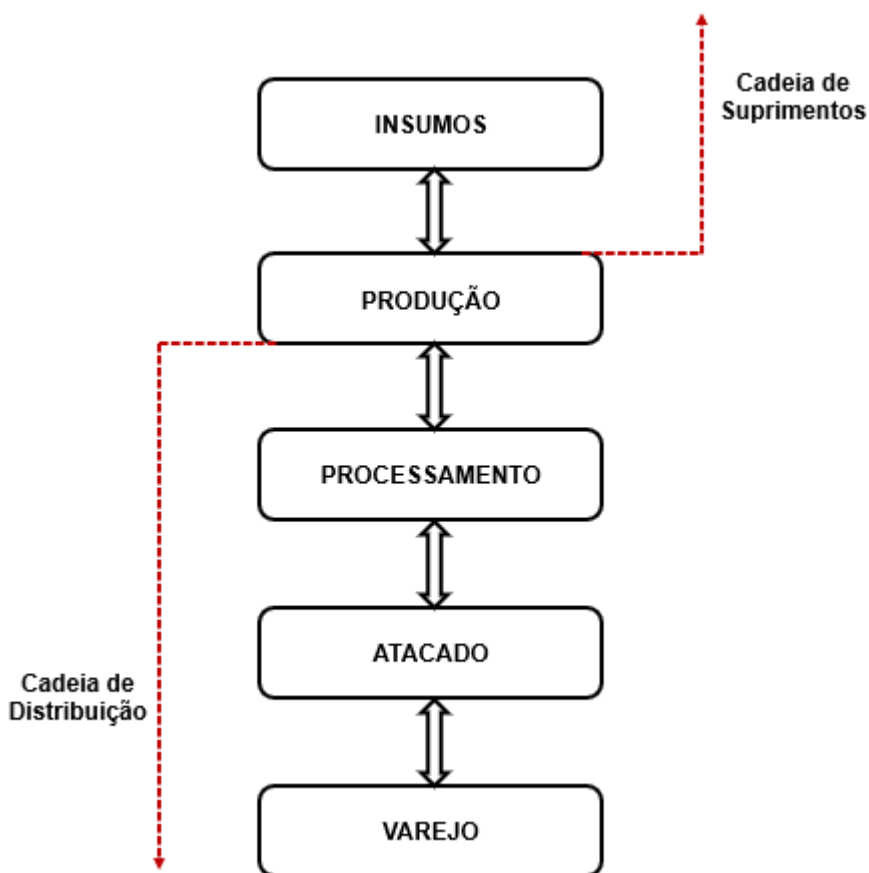 Cadeia de
Suprimentos
INSUMOS
PRODUÇÃO
PROCESSAMENTO
ATACADO
Cadeia de
Distribuição
VAREJO